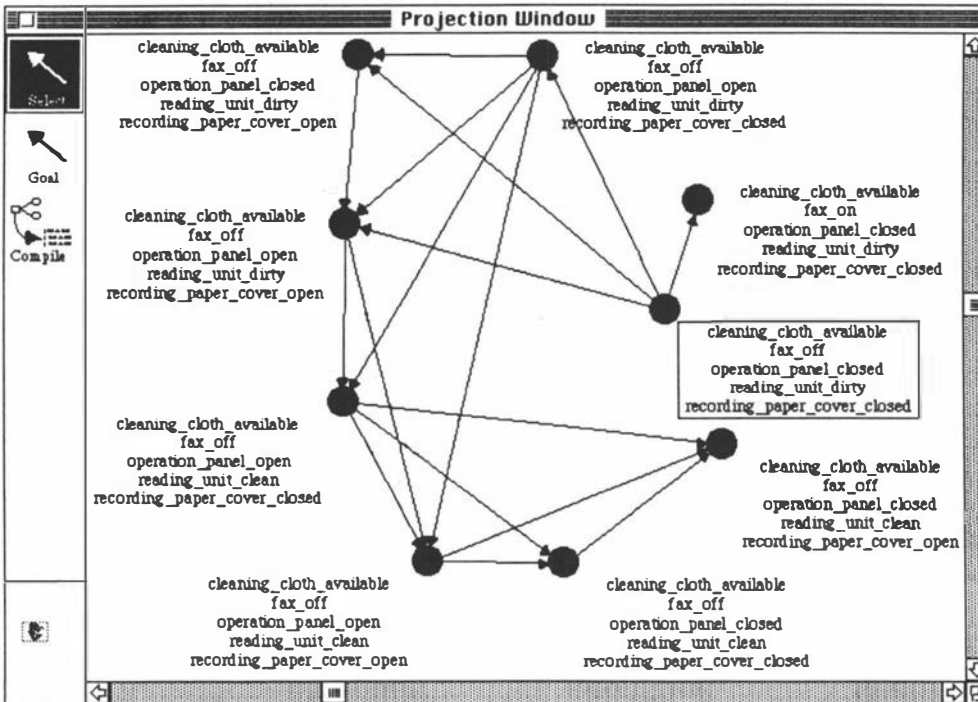 Projection Window
Select
Goal
Compile
cleaning_cloth_available
fax_off
operation_panel_closed
reading_unit_dirty
recording_paper_cover_open
cleaning_cloth_available
fax_off
operation_panel_open
reading_unit_dirty
recording_paper_cover_closed
cleaning_cloth_available
fax_on
operation_panel_closed
reading_unit_dirty
recording_paper_cover_closed
cleaning_cloth_available
fax_off
operation_panel_open
reading_unit_dirty
recording_paper_cover_open
cleaning_cloth_available
fax_off
operation_panel_closed
reading_unit_dirty
recording_paper_cover_closed
cleaning_cloth_available
fax_off
operation_panel_open
reading_unit_clean
recording_paper_cover_closed
cleaning_cloth_available
fax_off
operation_panel_closed
reading_unit_clean
recording_paper_cover_open
cleaning_cloth_available
fax_off
operation_panel_open
reading_unit_clean
recording_paper_cover_open
cleaning_cloth_available
fax_off
operation_panel_closed
reading_unit_clean
recording_paper_cover_closed